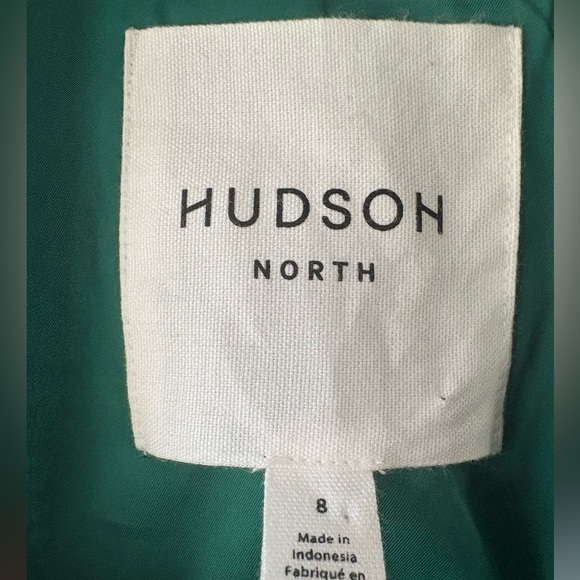 HUDSON
NORTH
8
Made in
Indonesia
Fabriqué en